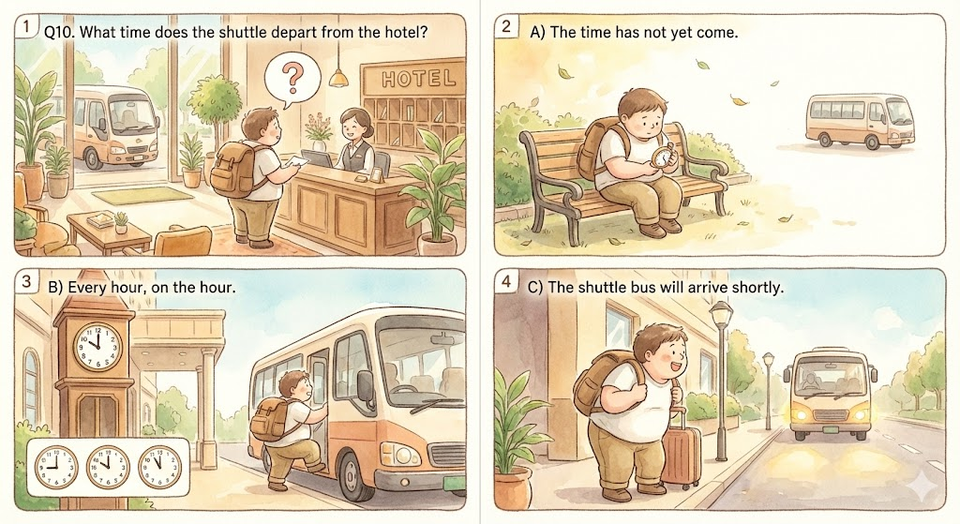 1
Q10. What time does the shuttle depart from the hotel?
?
HOTEL
2
A) The time has not yet come.
3
B) Every hour, on the hour.
4
C) The shuttle bus will arrive shortly.